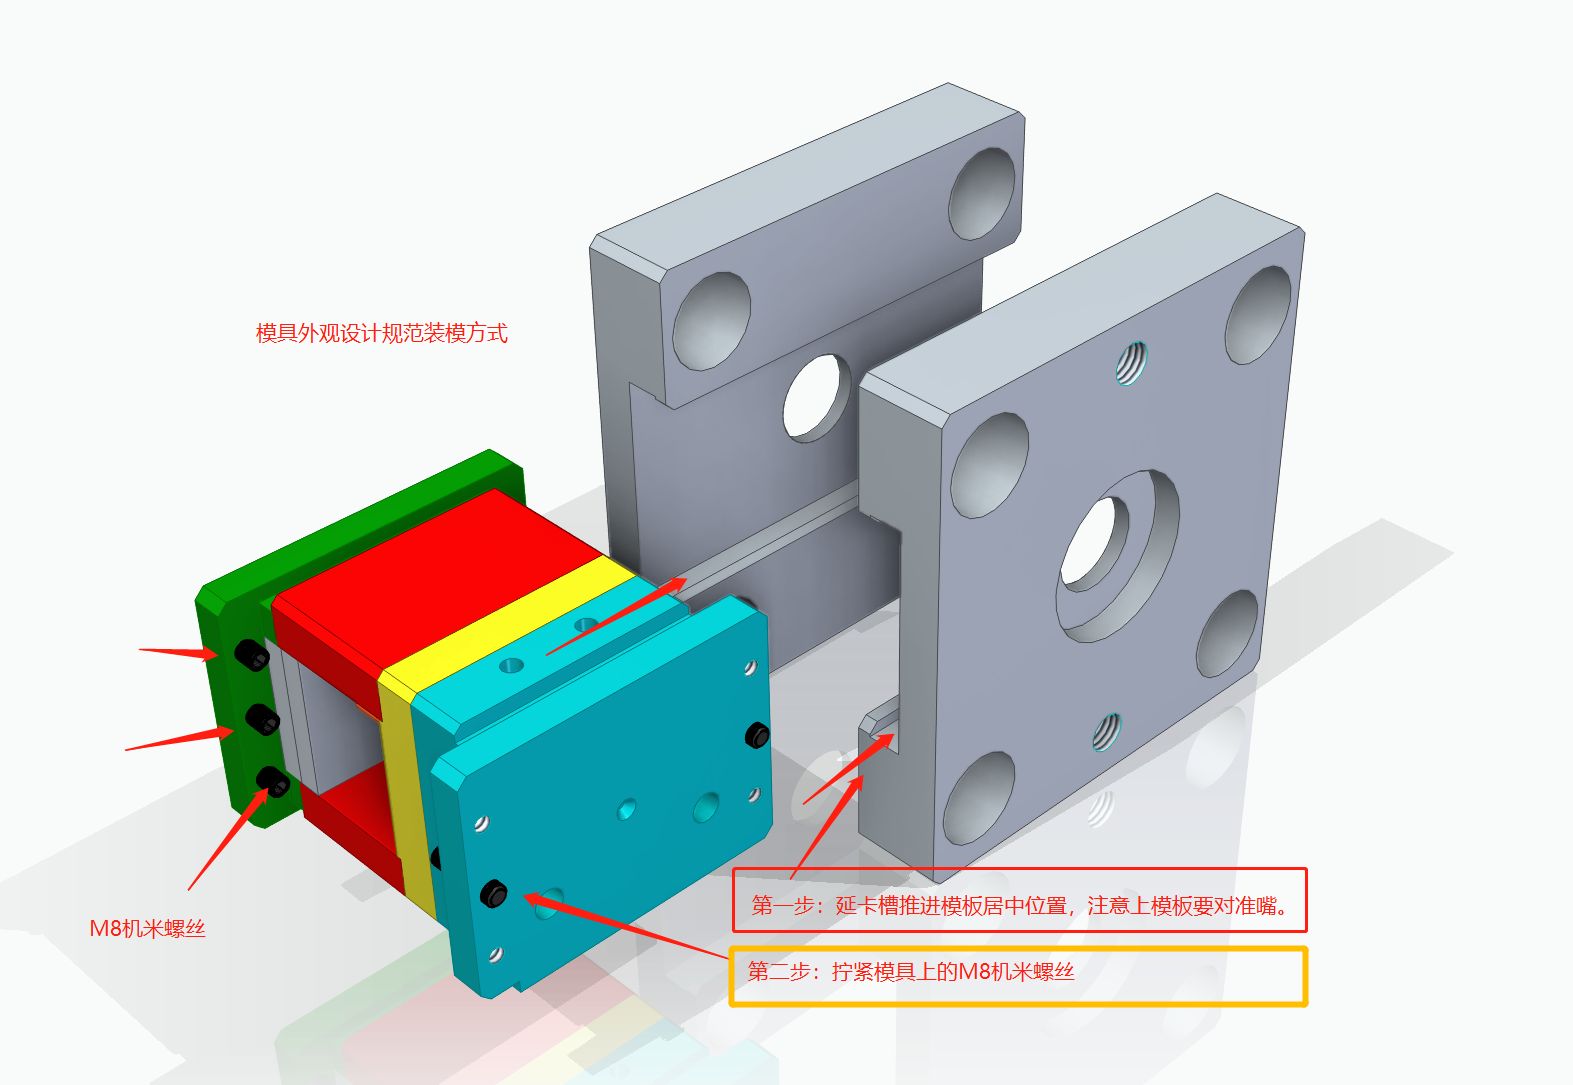 模具外观设计规范装模方式
M8机米螺丝
第一步：延卡槽推进模板居中位置，注意上模板要对准嘴。
第二步：拧紧模具上的M8机米螺丝